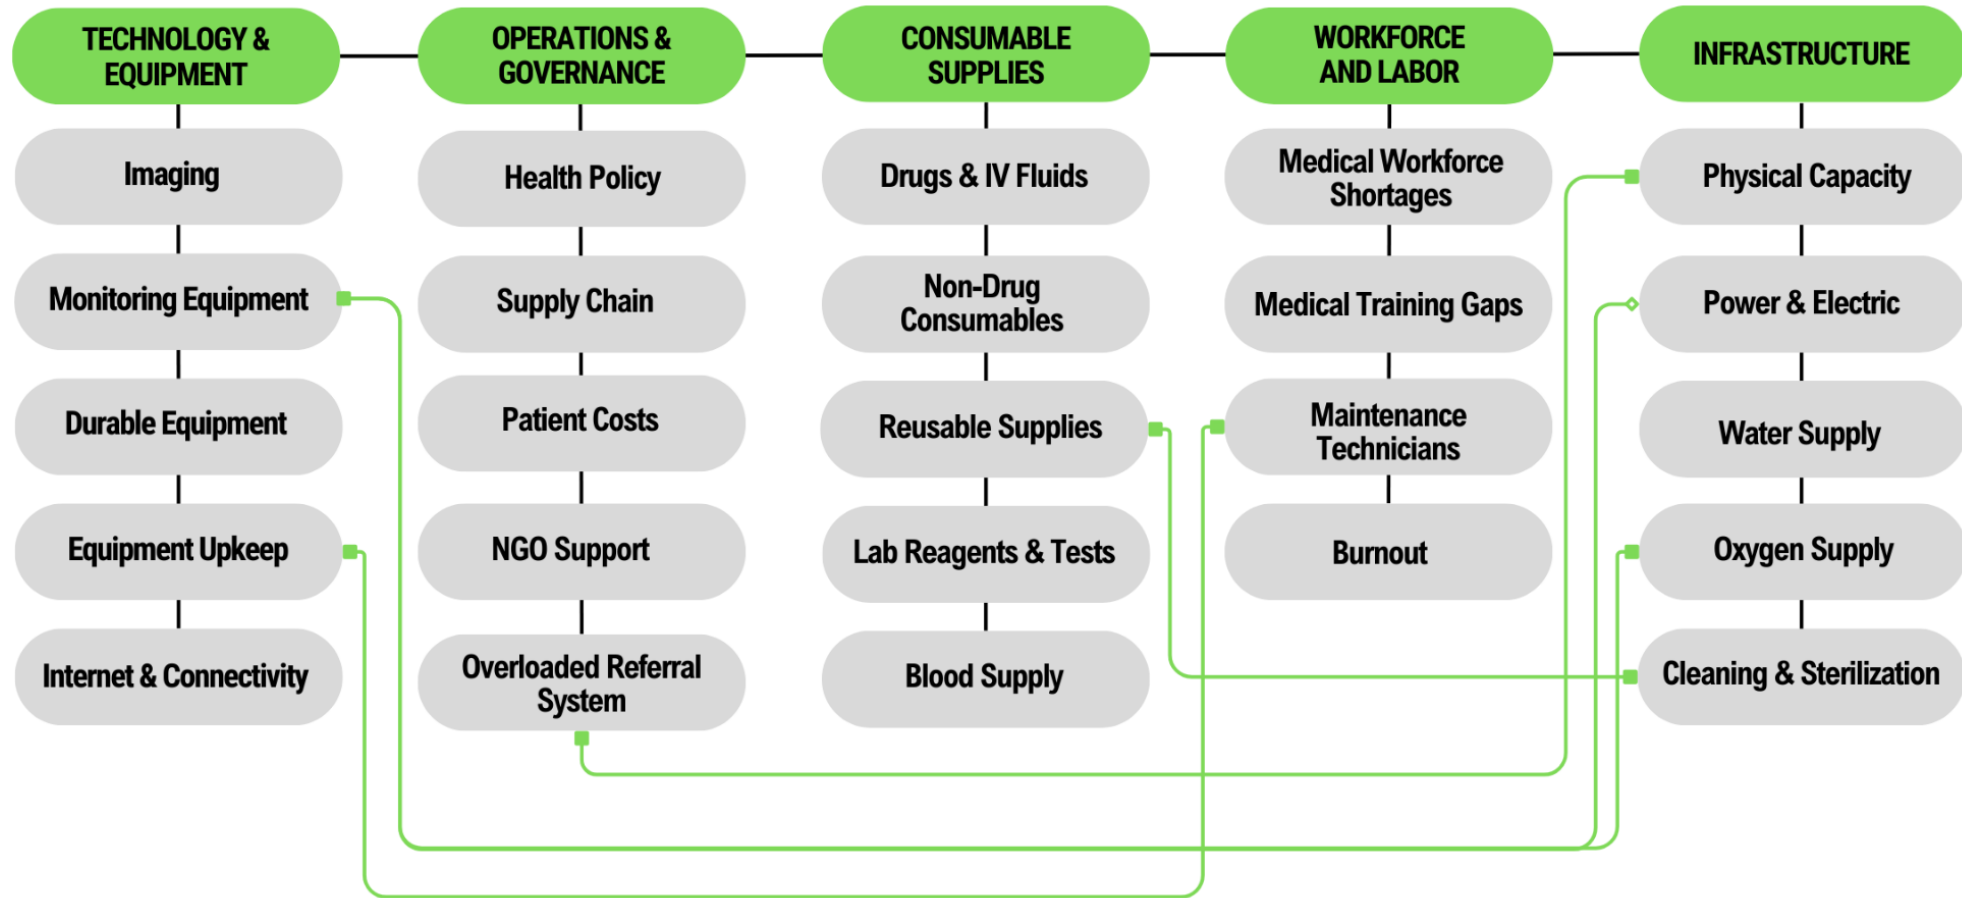 TECHNOLOGY &
EQUIPMENT
Imaging
Monitoring Equipment
Durable Equipment
Equipment Upkeep
Internet & Connectivity
OPERATIONS &
GOVERNANCE
Health Policy
Supply Chain
Patient Costs
NGO Support
Overloaded Referral
System
CONSUMABLE
SUPPLIES
Drugs & IV Fluids
Non-Drug
Consumables
Reusable Supplies
Lab Reagents & Tests
Blood Supply
WORKFORCE
AND LABOR
Medical Workforce
Shortages
Medical Training Gaps
Maintenance
Technicians
Burnout
INFRASTRUCTURE
Physical Capacity
Power & Electric
Water Supply
Oxygen Supply
Cleaning & Sterilization